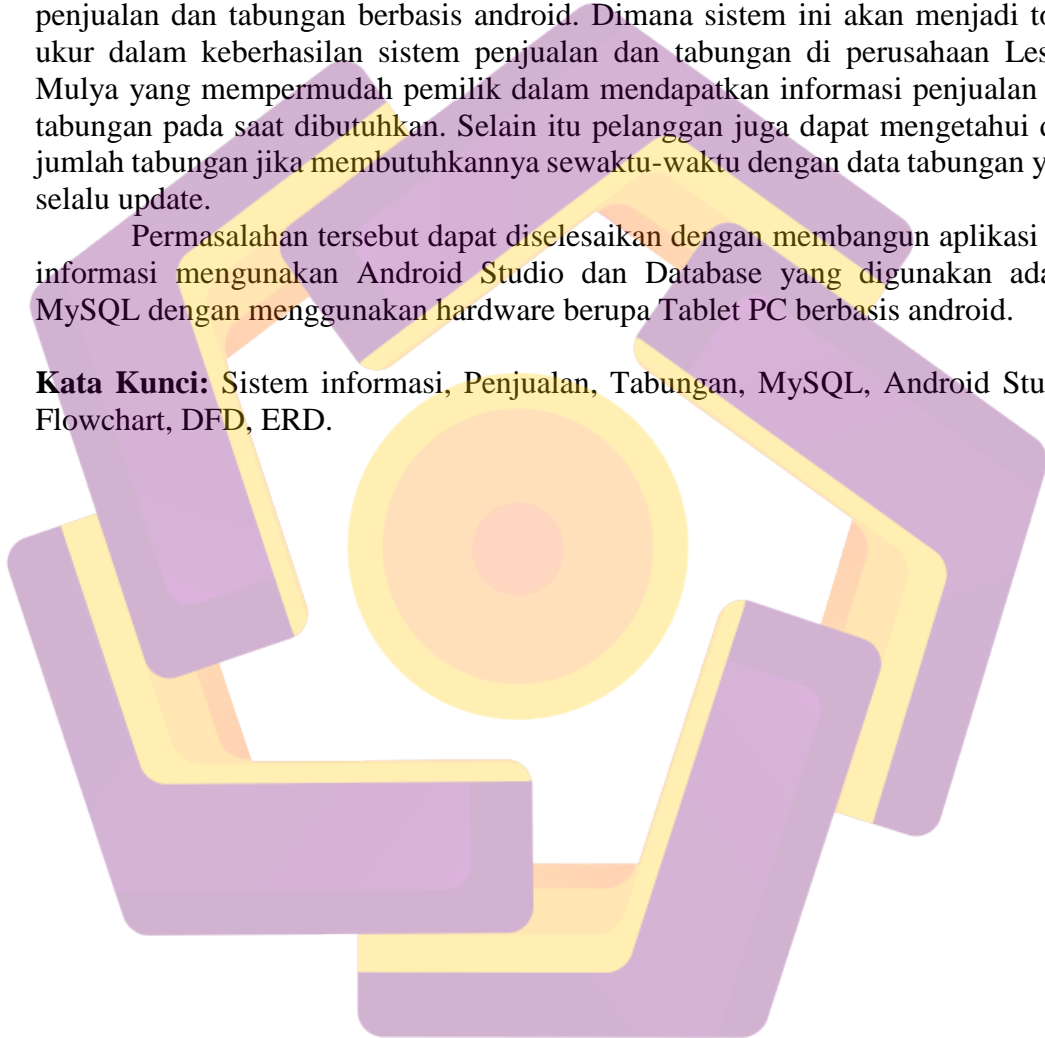 penjualan dan tabungan berbasis android. Dimana sistem ini akan menjadi to
ukur dalam keberhasilan sistem penjualan dan tabungan di perusahaan Les
Mulya yang mempermudah pemilik dalam mendapatkan informasi penjualan
tabungan pada saat dibutuhkan. Selain itu pelanggan juga dapat mengetahui
jumlah tabungan jika membutuhkannya sewaktu-waktu dengan data tabungan y
selalu update.
Permasalahan tersebut dapat diselesaikan dengan membangun aplikasi
informasi mengunakan Android Studio dan Database yang digunakan ada
MySQL dengan menggunakan hardware berupa Tablet PC berbasis android.
Kata Kunci: Sistem informasi, Penjualan, Tabungan, MySQL, Android Stu
Flowchart, DFD, ERD.